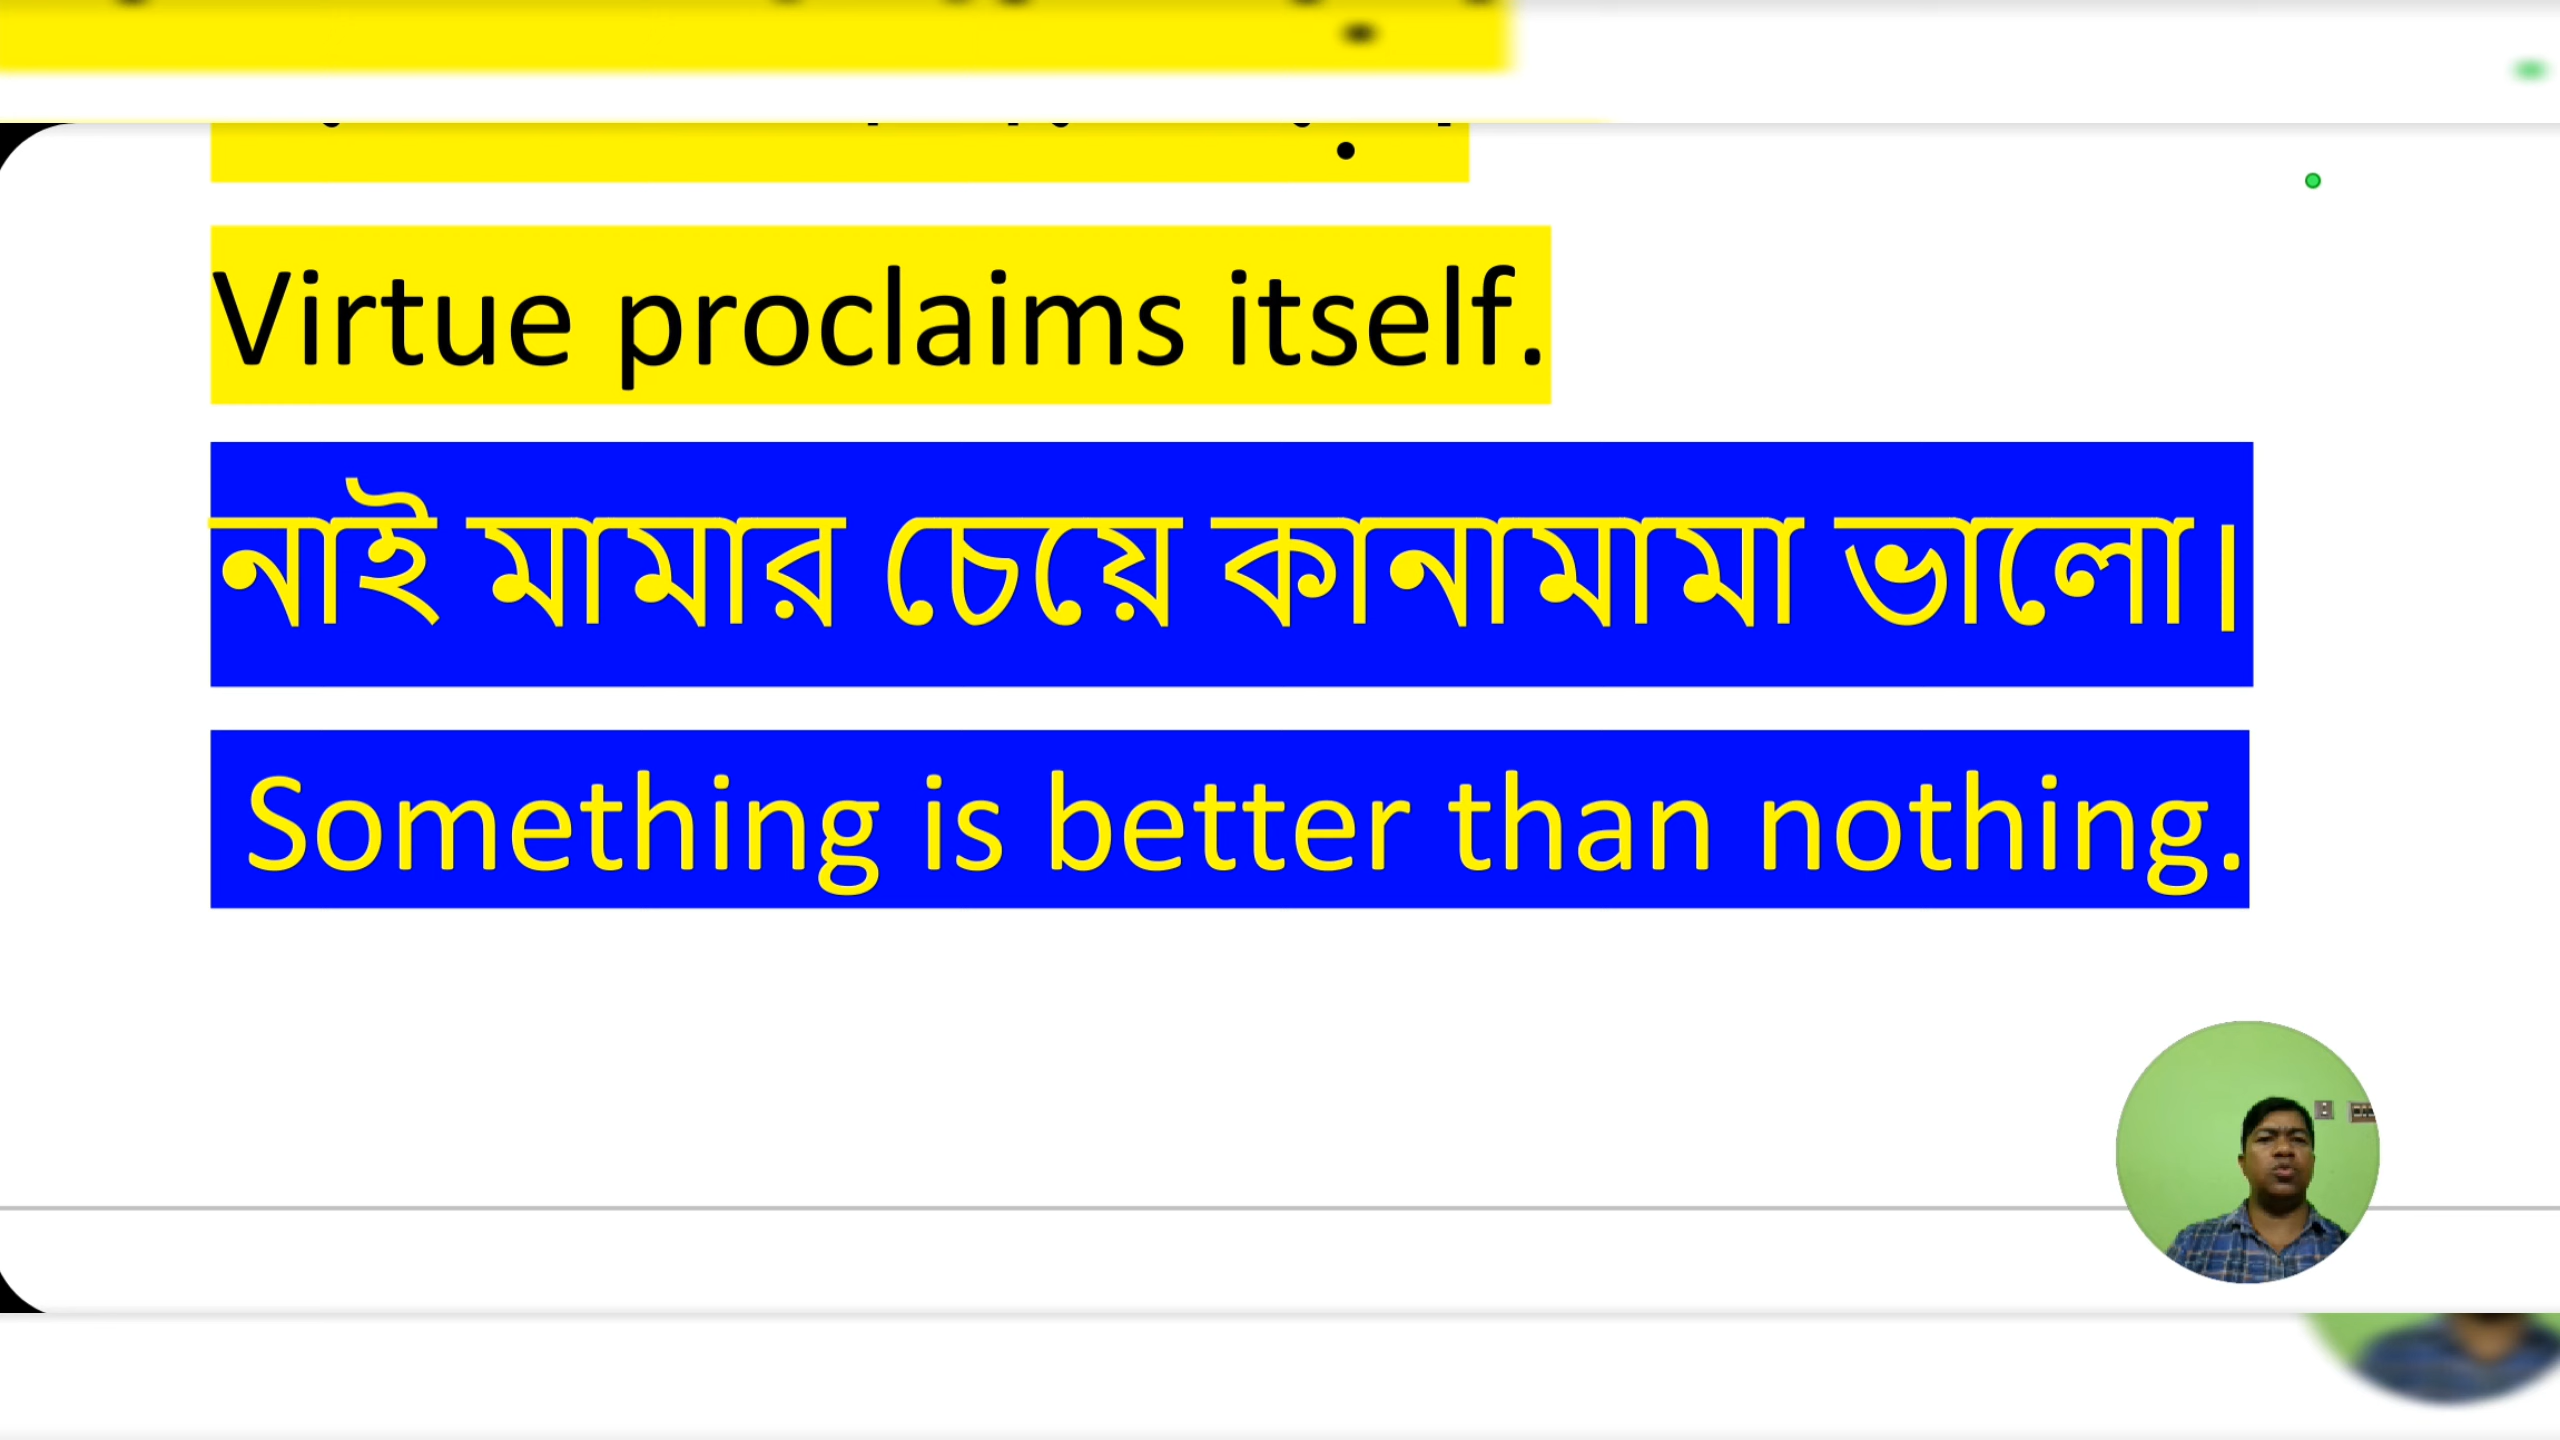 Virtue proclaims itself.
নাই মামার চেয়ে কানামামা ভালো।
Something is better than nothing.